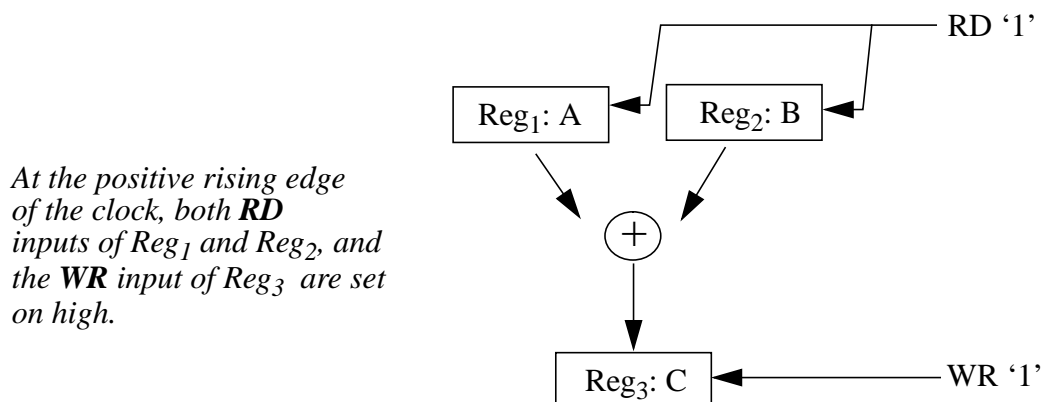 RD ‘1’
Reg1: A
Reg2: B
At the positive rising edge
of the clock, both RD
inputs of Reg1 and Reg2, and
the WR input of Reg3 are set
on high.
+
Reg3: C
WR ‘1’